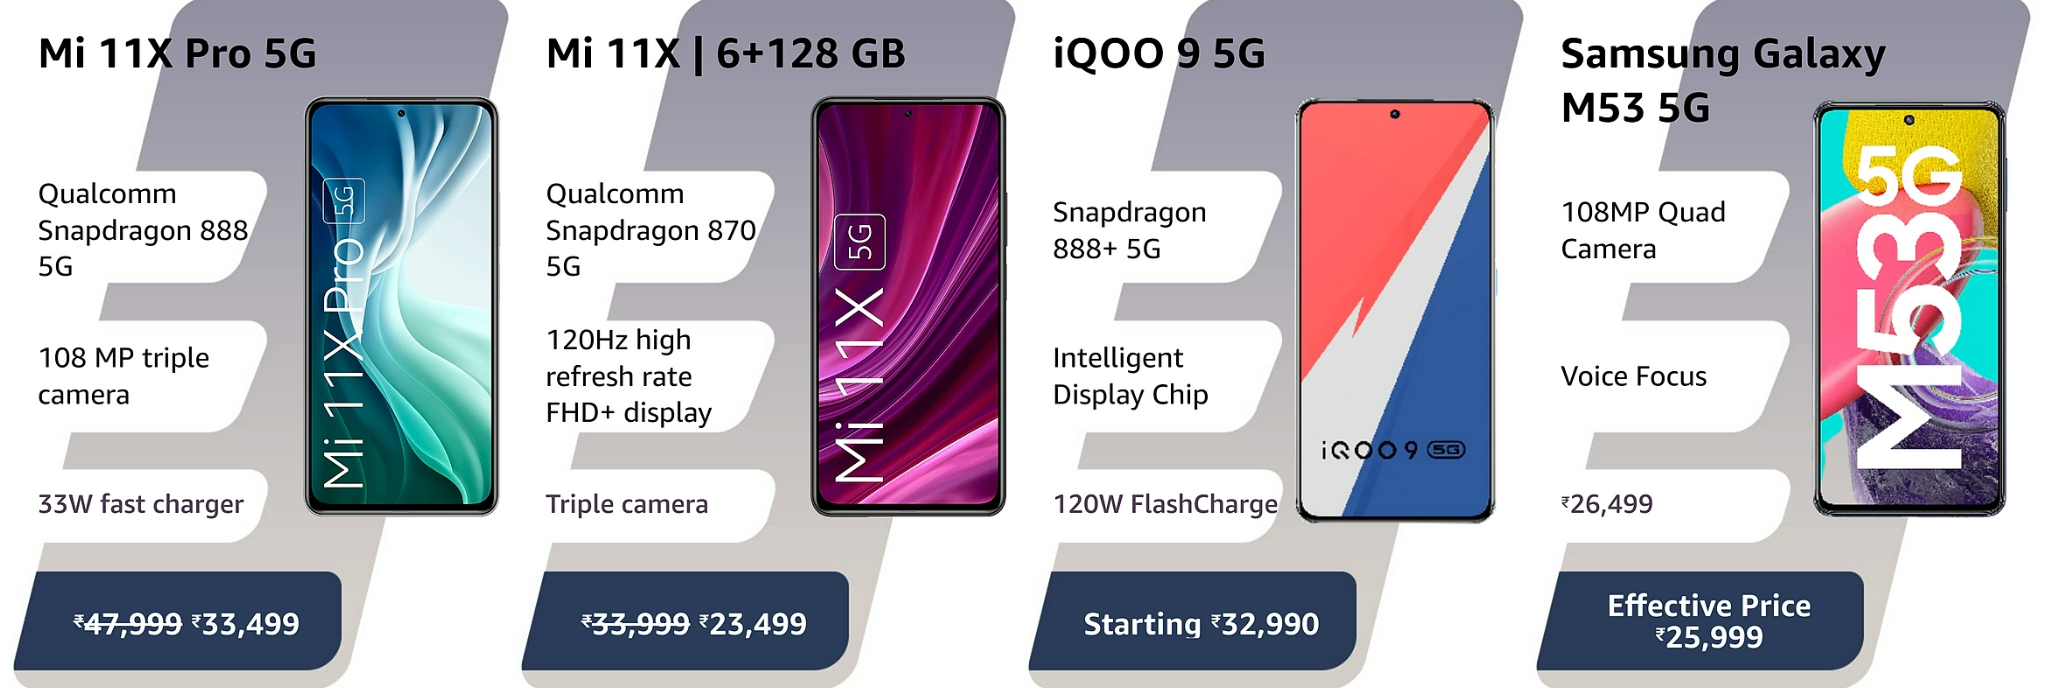 Mi 11X Pro 5G
Qualcomm
Snapdragon 888
5G
108 MP triple
camera
33W fast charger
Mi 11X Pro 5G
₹47,999 ₹33,499
Mi 11X | 6+128 GB
Qualcomm
Snapdragon 870
5G
120Hz high
refresh rate
FHD+ display
Triple camera
Mi 11X 5G
₹33,999 ₹23,499
iQOO 9 5G
Snapdragon
888+ 5G
Intelligent
Display Chip
120W FlashCharge
iQOO 9 5G
Starting ₹32,990
Samsung Galaxy
M53 5G
108MP Quad
Camera
Voice Focus
₹26,499
M53 5G
Effective Price
₹25,999